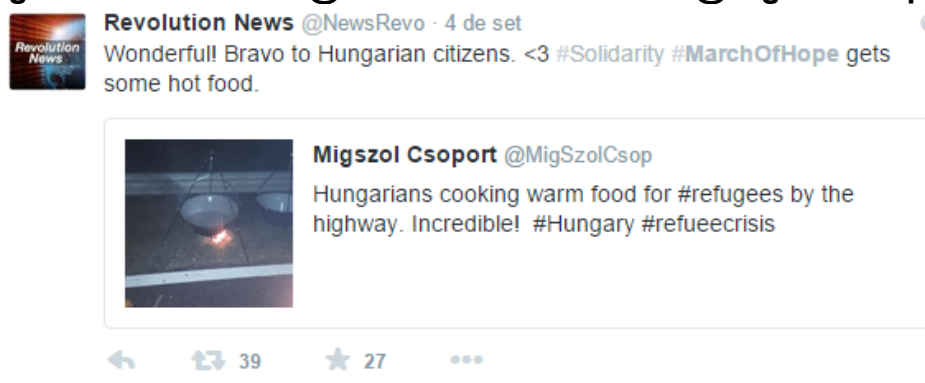 Revolution News @NewsRevo · 4 de set
Revolution
News
Wonderful! Bravo to Hungarian citizens. <3 #Solidarity #MarchOfHope gets
some hot food.
Migszol Csoport @MigSzolCsop
Hungarians cooking warm food for #refugees by the
highway. Incredible! #Hungary #refueecrisis
39
27